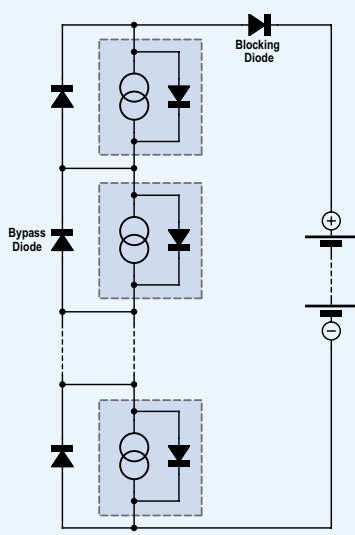 Blocking
Diode
Bypass
Diode
+
−